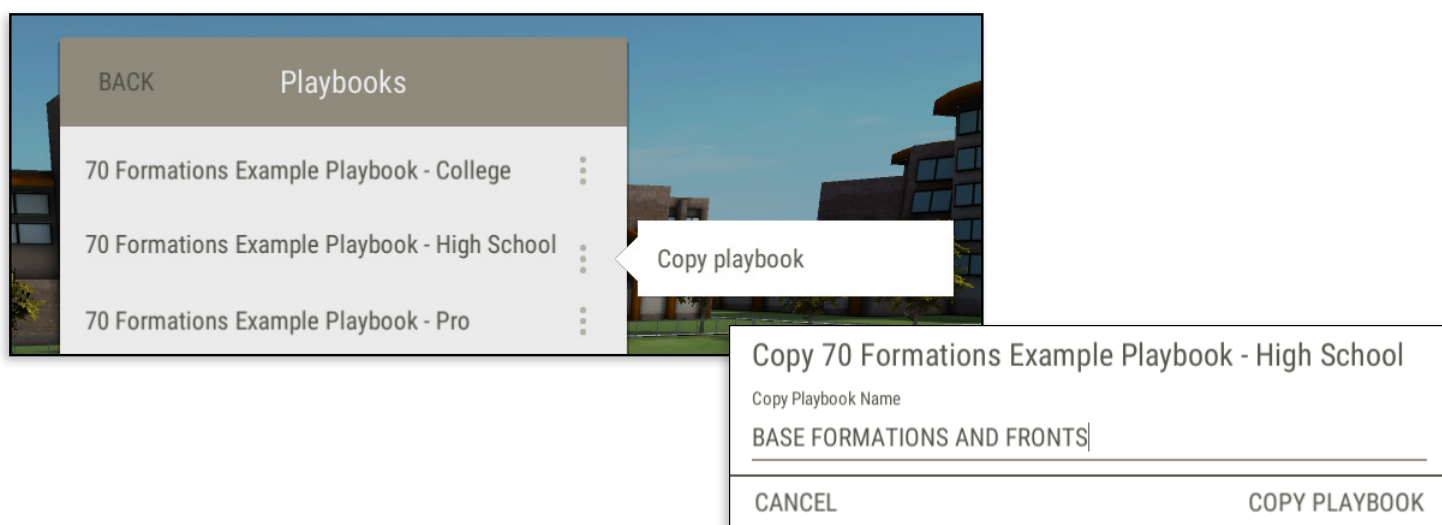 BACK
Playbooks
70 Formations Example Playbook - College
70 Formations Example Playbook - High School
Copy playbook
70 Formations Example Playbook - Pro
Copy 70 Formations Example Playbook - High School
Copy Playbook Name
BASE FORMATIONS AND FRONTS
CANCEL
COPY PLAYBOOK